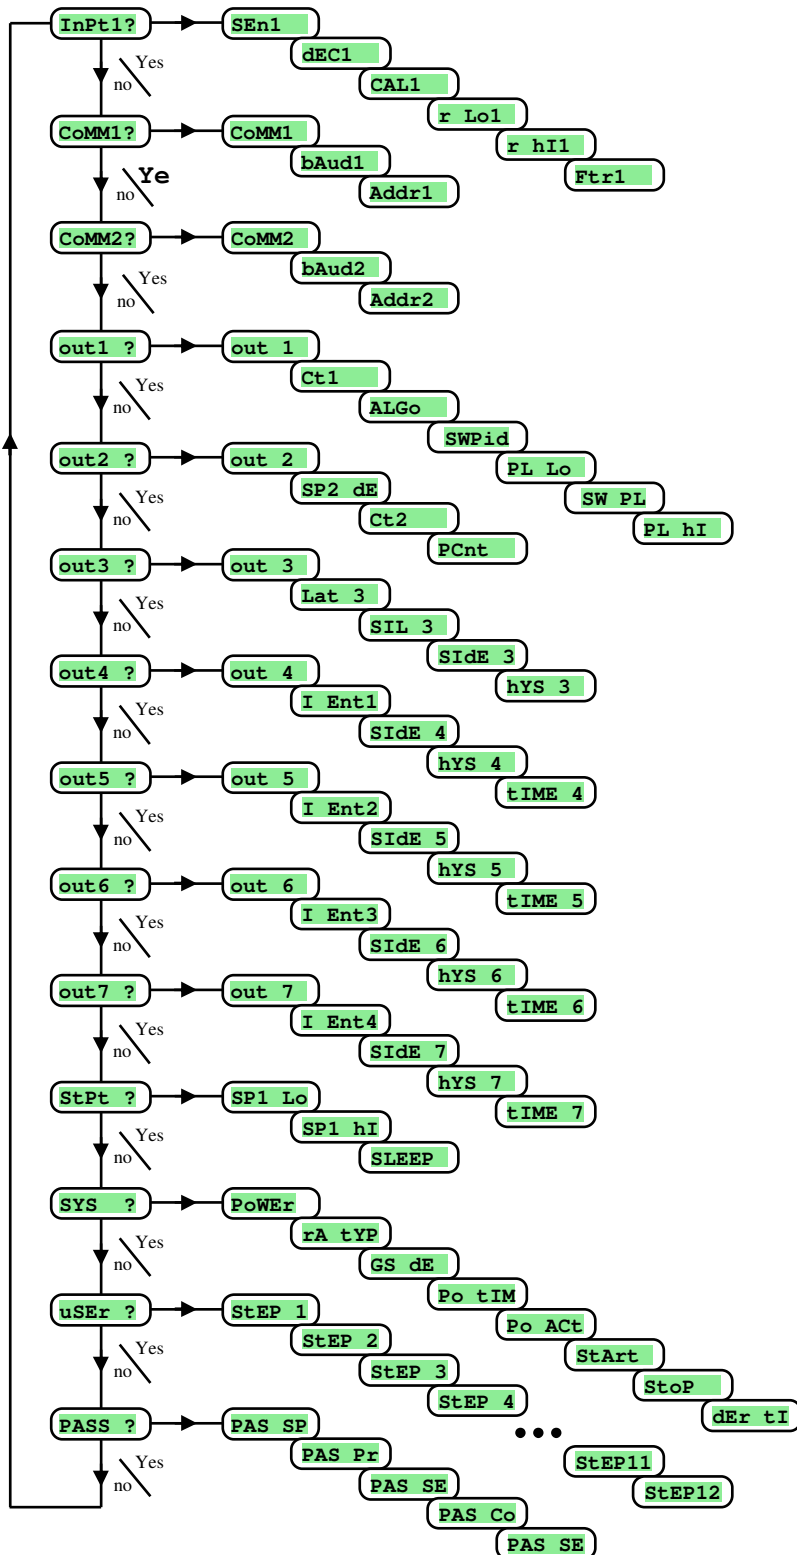 InPt1?
SEn1
dEC1
CAL1
r Lo1
r hI1
Ftr1
Yes
no
CoMM1?
CoMM1
bAud1
Addr1
Ye
no
CoMM2?
CoMM2
bAud2
Addr2
Yes
no
out1 ?
out 1
Ct1
ALGo
SWPid
PL Lo
SW PL
PL hI
Yes
no
out2 ?
out 2
SP2 dE
Ct2
PCnt
Yes
no
out3 ?
out 3
Lat 3
SIL 3
SIdE 3
hYS 3
Yes
no
out4 ?
out 4
I Ent1
SIdE 4
hYS 4
tIME 4
Yes
no
out5 ?
out 5
I Ent2
SIdE 5
hYS 5
tIME 5
Yes
no
out6 ?
out 6
I Ent3
SIdE 6
hYS 6
tIME 6
Yes
no
out7 ?
out 7
I Ent4
SIdE 7
hYS 7
tIME 7
Yes
no
StPt ?
SP1 Lo
SP1 hI
SLEEP
Yes
no
SYS ?
PoWEr
rA tYP
GS dE
Po tIM
Po ACt
StArt
StoP
dEr tI
Yes
no
uSEr ?
StEP 1
StEP 2
StEP 3
StEP 4
•••
StEP11
StEP12
Yes
no
PASS ?
PAS SP
PAS Pr
PAS SE
PAS Co
PAS SE
Yes
no